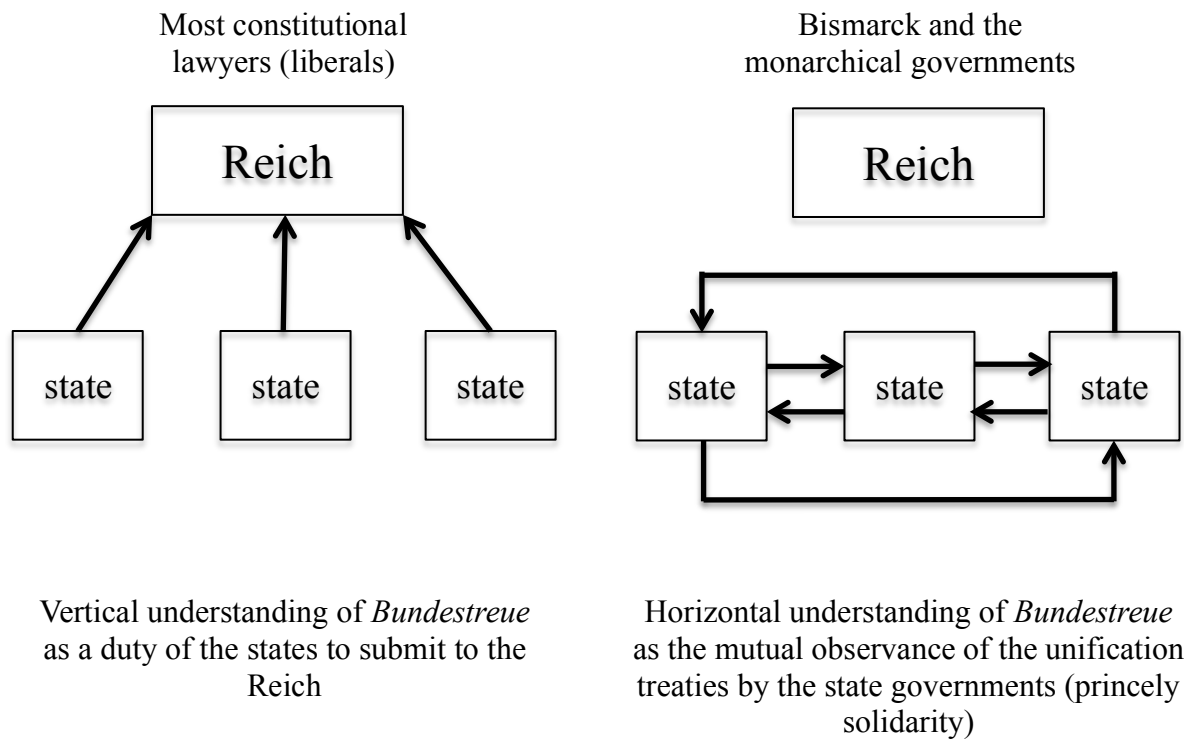 Most constitutional
lawyers (liberals)
Reich
state
state
state
Vertical understanding of Bundestreue
as a duty of the states to submit to the
Reich
Bismarck and the
monarchical governments
Reich
state
state
state
Horizontal understanding of Bundestreue
as the mutual observance of the unification
treaties by the state governments (princely
solidarity)